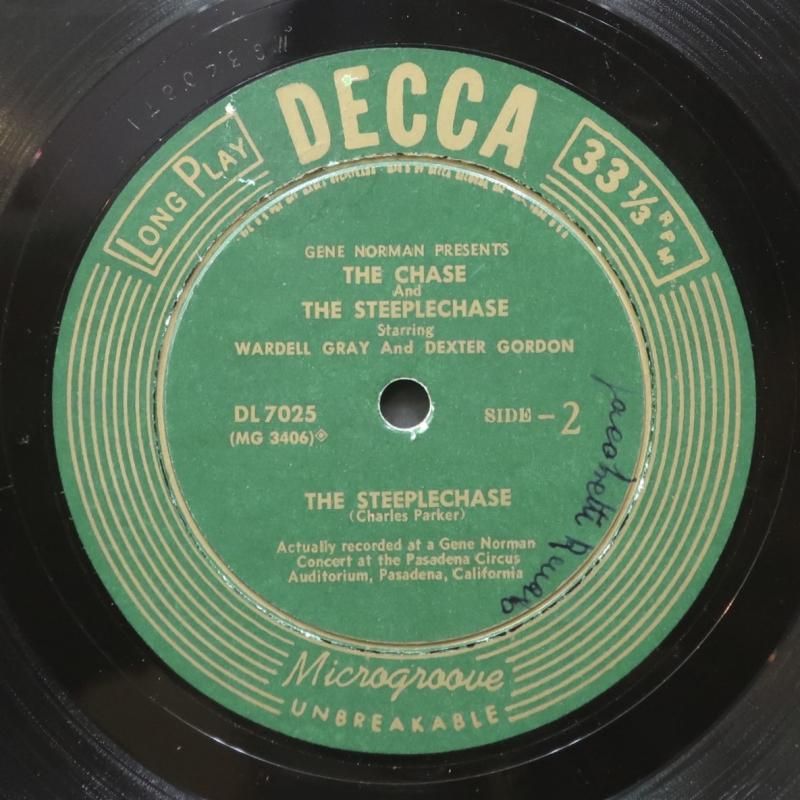 DECCA
LONG PLAY
33 1/3 RPM
GENE NORMAN PRESENTS
THE CHASE
And
THE STEEPLECHASE
Starring
WARDELL GRAY And DEXTER GORDON
DL 7025
(MG 3406)
SIDE - 2
THE STEEPLECHASE
(Charles Parker)
Actually recorded at a Gene Norman
Concert at the Pasadena Circus
Auditorium, Pasadena, California
Microgroove
UNBREAKABLE